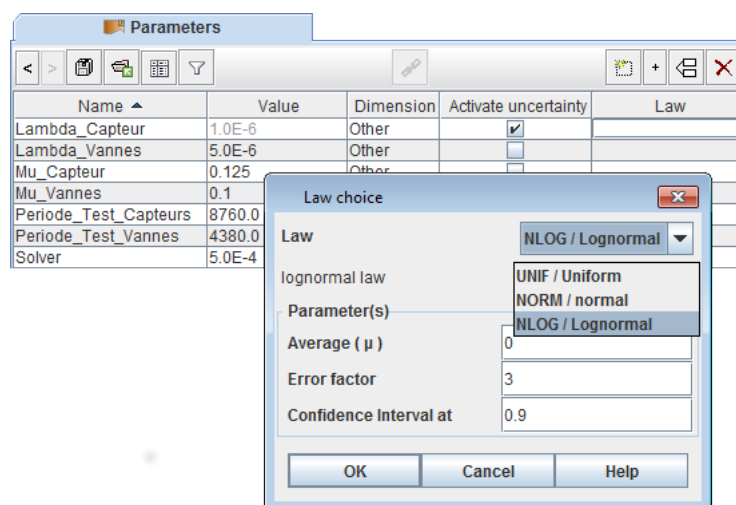 Parameters
< > +
Name Value Dimension Activate uncertainty Law
Lambda_Capteur 1.0E-6 Other
Lambda_Vannes 5.0E-6 Other
Mu_Capteur 0.125 Other
Mu_Vannes 0.1
Periode_Test_Capteurs 8760.0
Periode_Test_Vannes 4380.0
Solver 5.0E-4
Law choice
Law NLOG / Lognormal
lognormal law
UNIF / Uniform
NORM / normal
NLOG / Lognormal
Parameter(s)
Average ( μ ) 0
Error factor 3
Confidence Interval at 0.9
OK Cancel Help